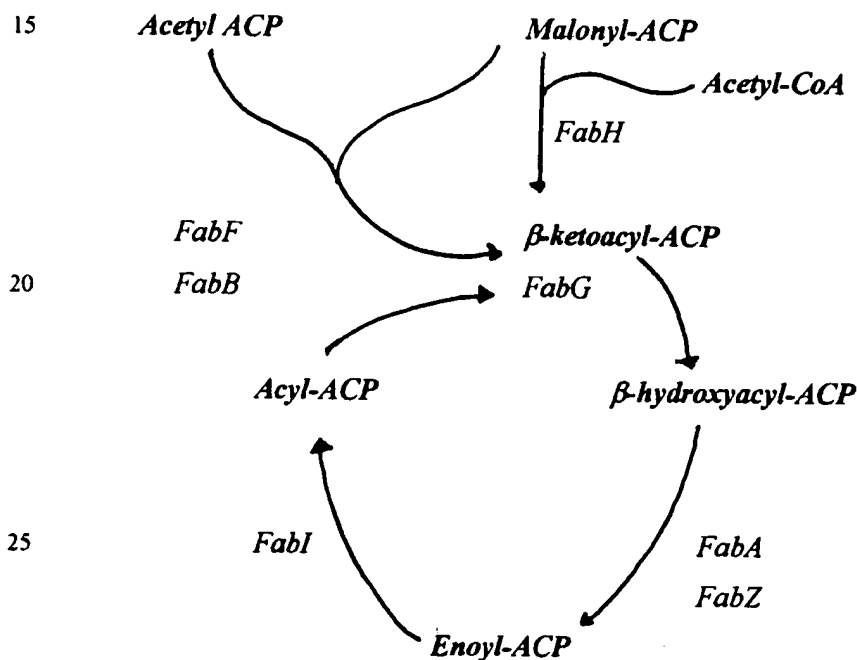 15 Acetyl ACP Malonyl-ACP
Acetyl-CoA
FabH
FabF β-ketoacyl-ACP
20 FabB FabG
Acyl-ACP β-hydroxyacyl-ACP
25 FabI FabA
FabZ
Enoyl-ACP